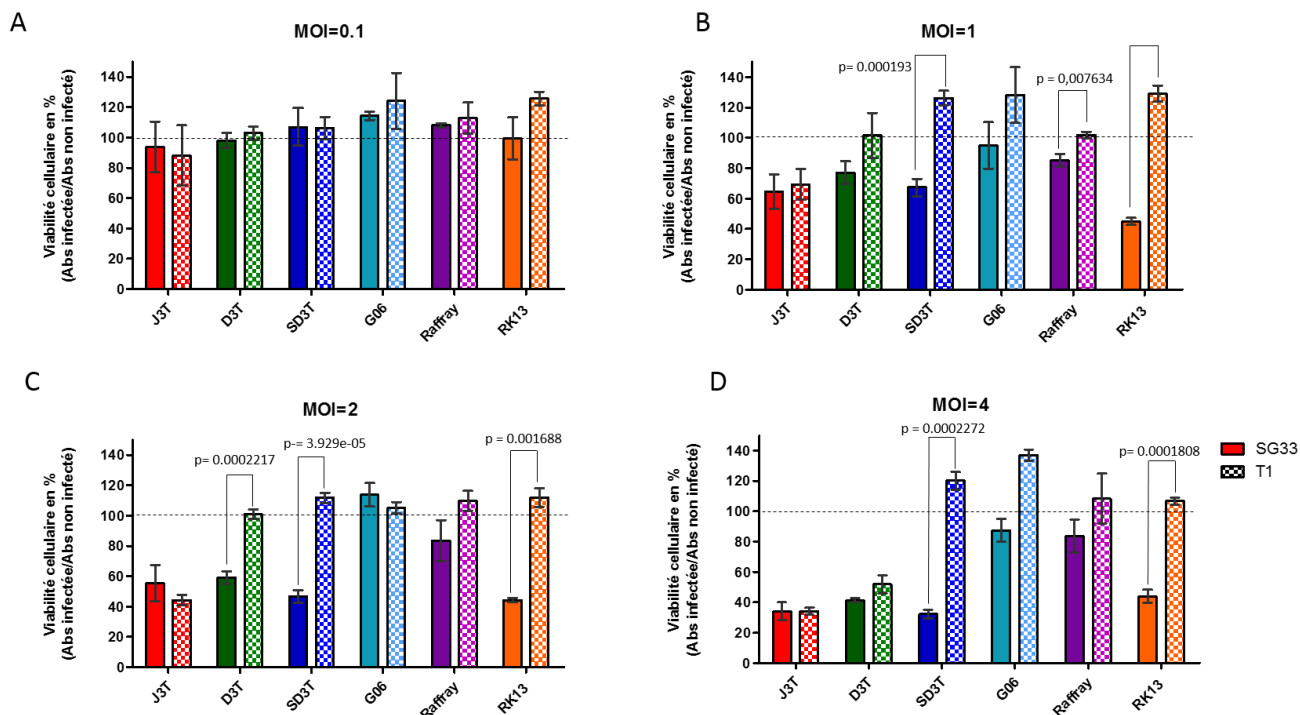 A
MOI=0.1
Viabilité cellulaire en %
(Abs infectée/Abs non infecté)
140
120
100
80
60
40
20
0
J3T
D3T
SD3T
G06
Raffray
RK13
B
MOI=1
p= 0.000193
p = 0,007634
Viabilité cellulaire en %
(Abs infectée/Abs non infecté)
140
120
100
80
60
40
20
0
J3T
D3T
SD3T
G06
Raffray
RK13
C
MOI=2
p= 0.0002217
p-= 3.929e-05
p = 0.001688
Viabilité cellulaire en %
(Abs infectée/Abs non infecté)
140
120
100
80
60
40
20
0
J3T
D3T
SD3T
G06
Raffray
RK13
D
MOI=4
p = 0.0002272
p= 0.0001808
Viabilité cellulaire en %
(Abs infectée/Abs non infecté)
140
120
100
80
60
40
20
0
J3T
D3T
SD3T
G06
Raffray
RK13
SG33
T1